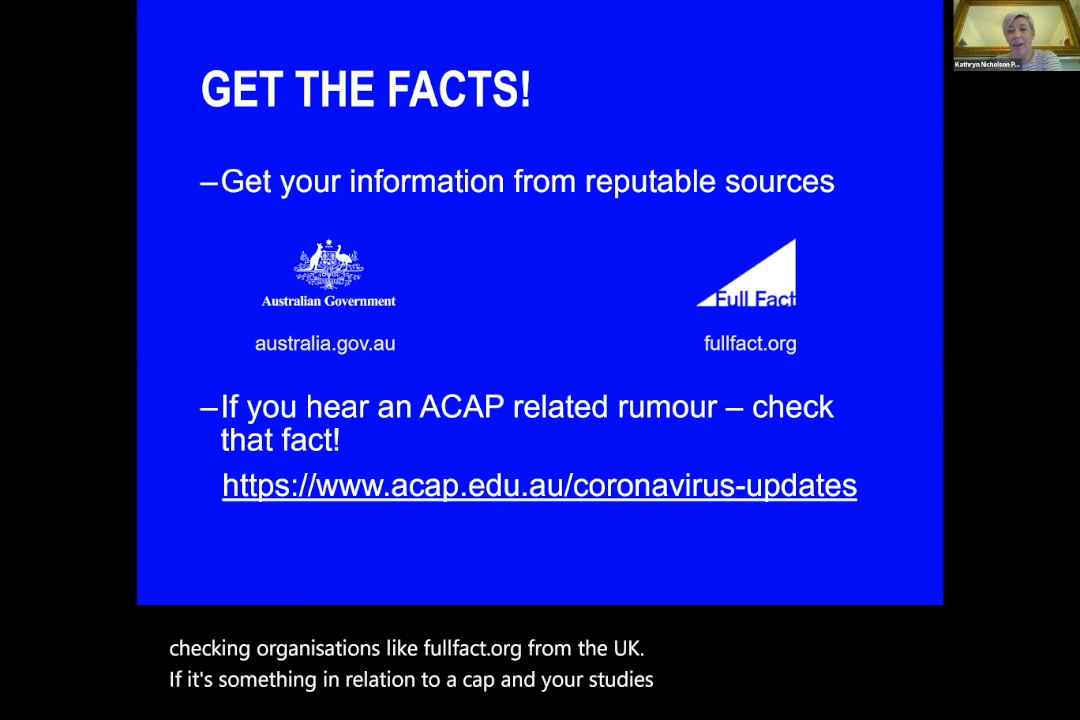 GET THE FACTS!
–Get your information from reputable sources
Australian Government
Full Fact
australia.gov.au
fullfact.org
–If you hear an ACAP related rumour – check
that fact!
https://www.acap.edu.au/coronavirus-updates
Kathryn Nicholson P...
checking organisations like fullfact.org from the UK.
If it's something in relation to a cap and your studies